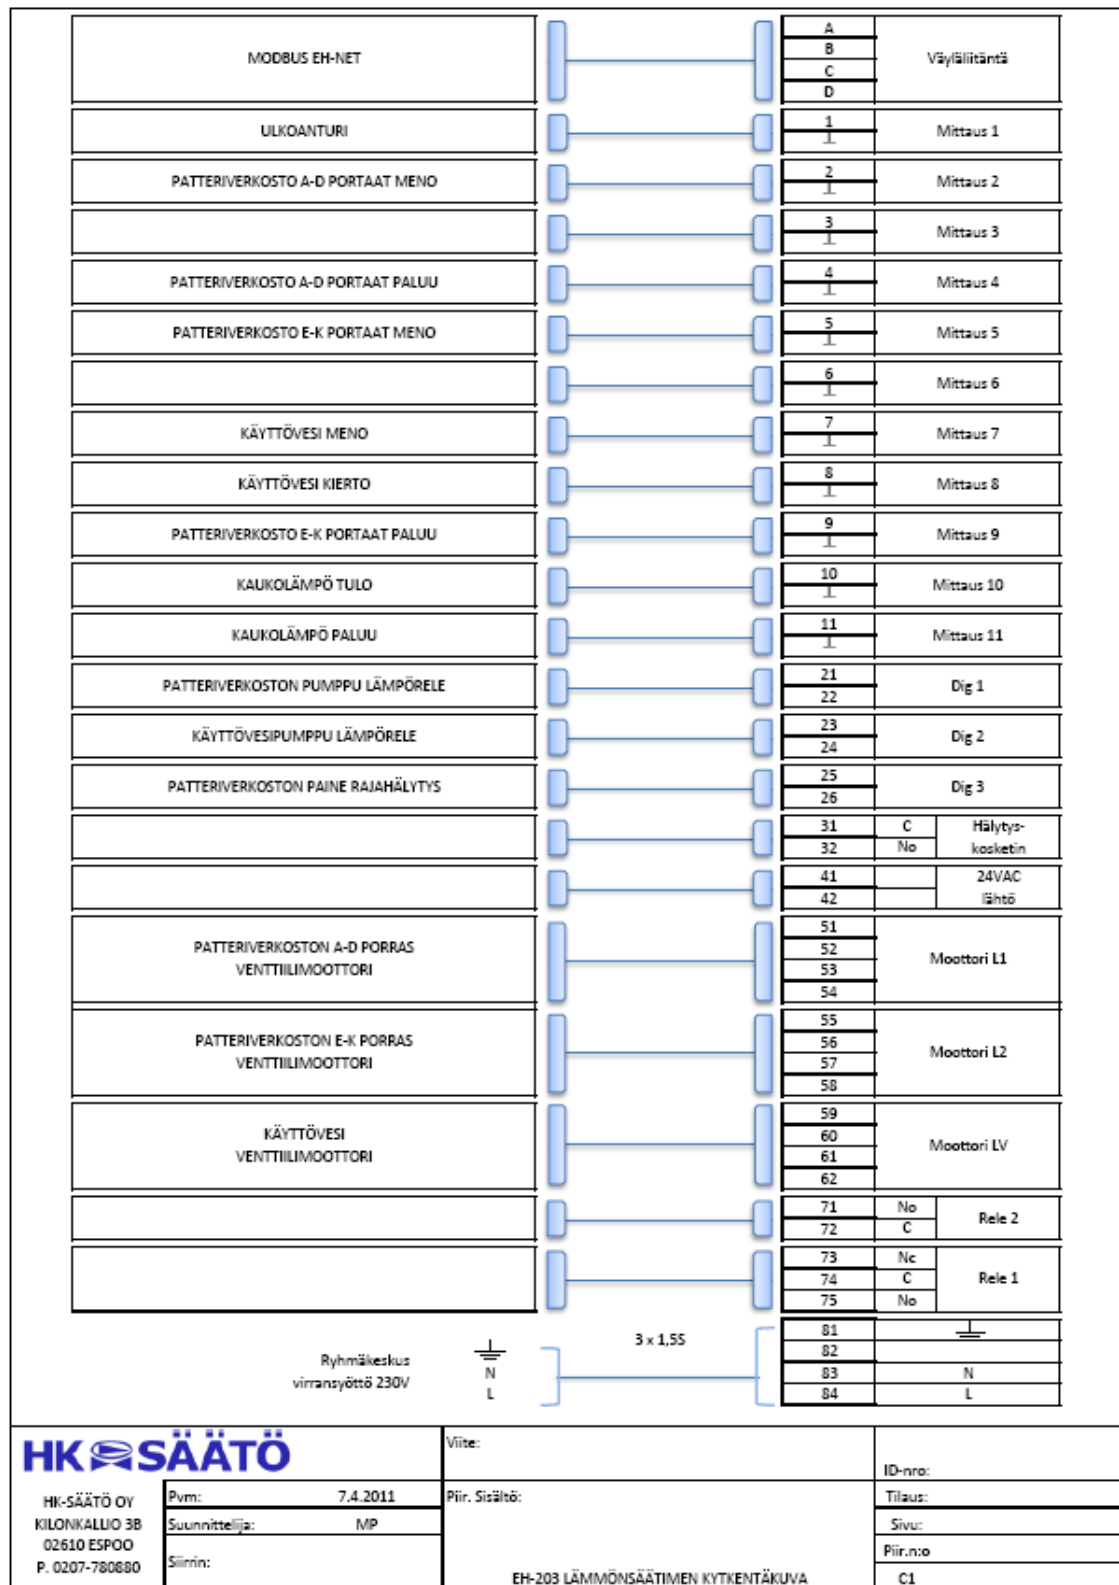 MODBUS EH-NET
A
B
C
D
Väyläliitäntä
ULKOANTURI
1
Mittaus 1
PATTERIVERKOSTO A-D PORTAAT MENO
2
Mittaus 2
3
Mittaus 3
PATTERIVERKOSTO A-D PORTAAT PALUU
4
Mittaus 4
PATTERIVERKOSTO E-K PORTAAT MENO
5
Mittaus 5
6
Mittaus 6
KÄYTTÖVESI MENO
7
Mittaus 7
KÄYTTÖVESI KIERTO
8
Mittaus 8
PATTERIVERKOSTO E-K PORTAAT PALUU
9
Mittaus 9
KAUKOLÄMPÖ TULO
10
Mittaus 10
KAUKOLÄMPÖ PALUU
11
Mittaus 11
PATTERIVERKOSTON PUMPPU LÄMPÖRELE
21
22
Dig 1
KÄYTTÖVESIPUMPPU LÄMPÖRELE
23
24
Dig 2
PATTERIVERKOSTON PAINE RAJAHÄLYTYS
25
26
Dig 3
31 C Hälytys-
32 No kosketin
41 24VAC
42 lähtö
PATTERIVERKOSTON A-D PORRAS
VENTTIILIMOOTTORI
51
52
53
54
Moottori L1
PATTERIVERKOSTON E-K PORRAS
VENTTIILIMOOTTORI
55
56
57
58
Moottori L2
KÄYTTÖVESI
VENTTIILIMOOTTORI
59
60
61
62
Moottori LV
71 No
72 C
Rele 2
73 Nc
74 C
75 No
Rele 1
Ryhmäkeskus
virransyöttö 230V
N
L
3 x 1,5S
81
82
83 N
84 L
HK SÄÄTÖ
HK-SÄÄTÖ OY
KILONKALLIO 3B
02610 ESPOO
P. 0207-780880
Pvm: 7.4.2011
Suunnittelija: MP
Siirrin:
Viite:
Piir. Sisältö:
EH-203 LÄMMÖNSÄÄTIMEN KYTKENTÄKUVA
ID-nro:
Tilaus:
Sivu:
Piir.n:o
C1